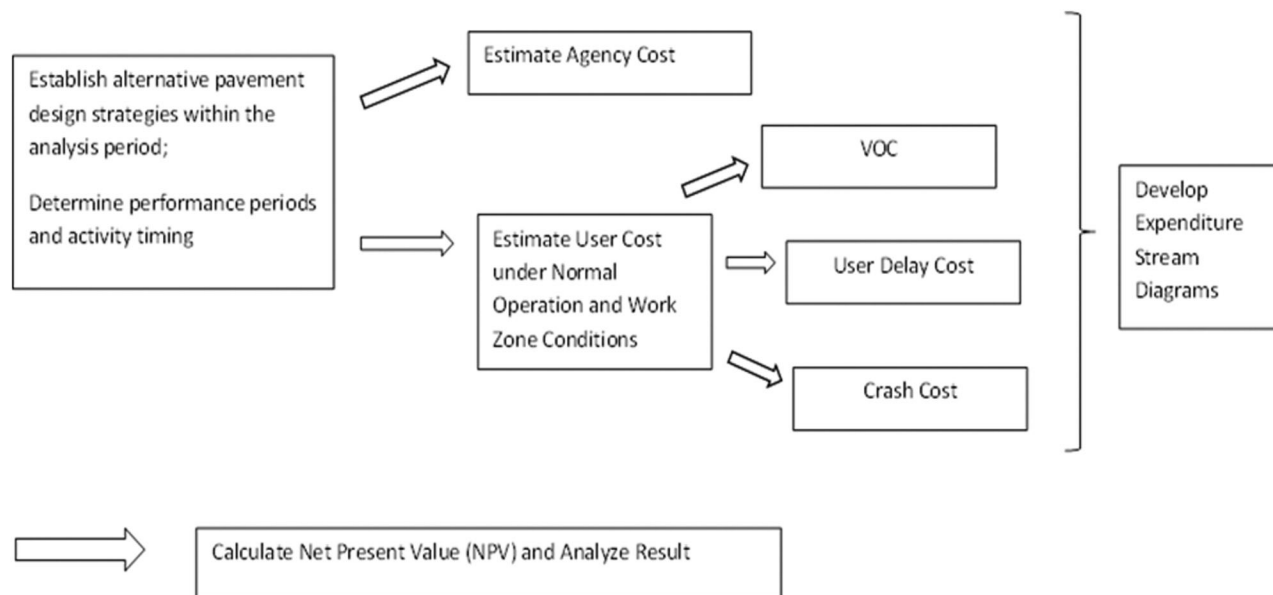 Establish alternative pavement
design strategies within the
analysis period;
Determine performance periods
and activity timing
Estimate Agency Cost
Estimate User Cost
under Normal
Operation and Work
Zone Conditions
VOC
User Delay Cost
Crash Cost
Develop
Expenditure
Stream
Diagrams
Calculate Net Present Value (NPV) and Analyze Result